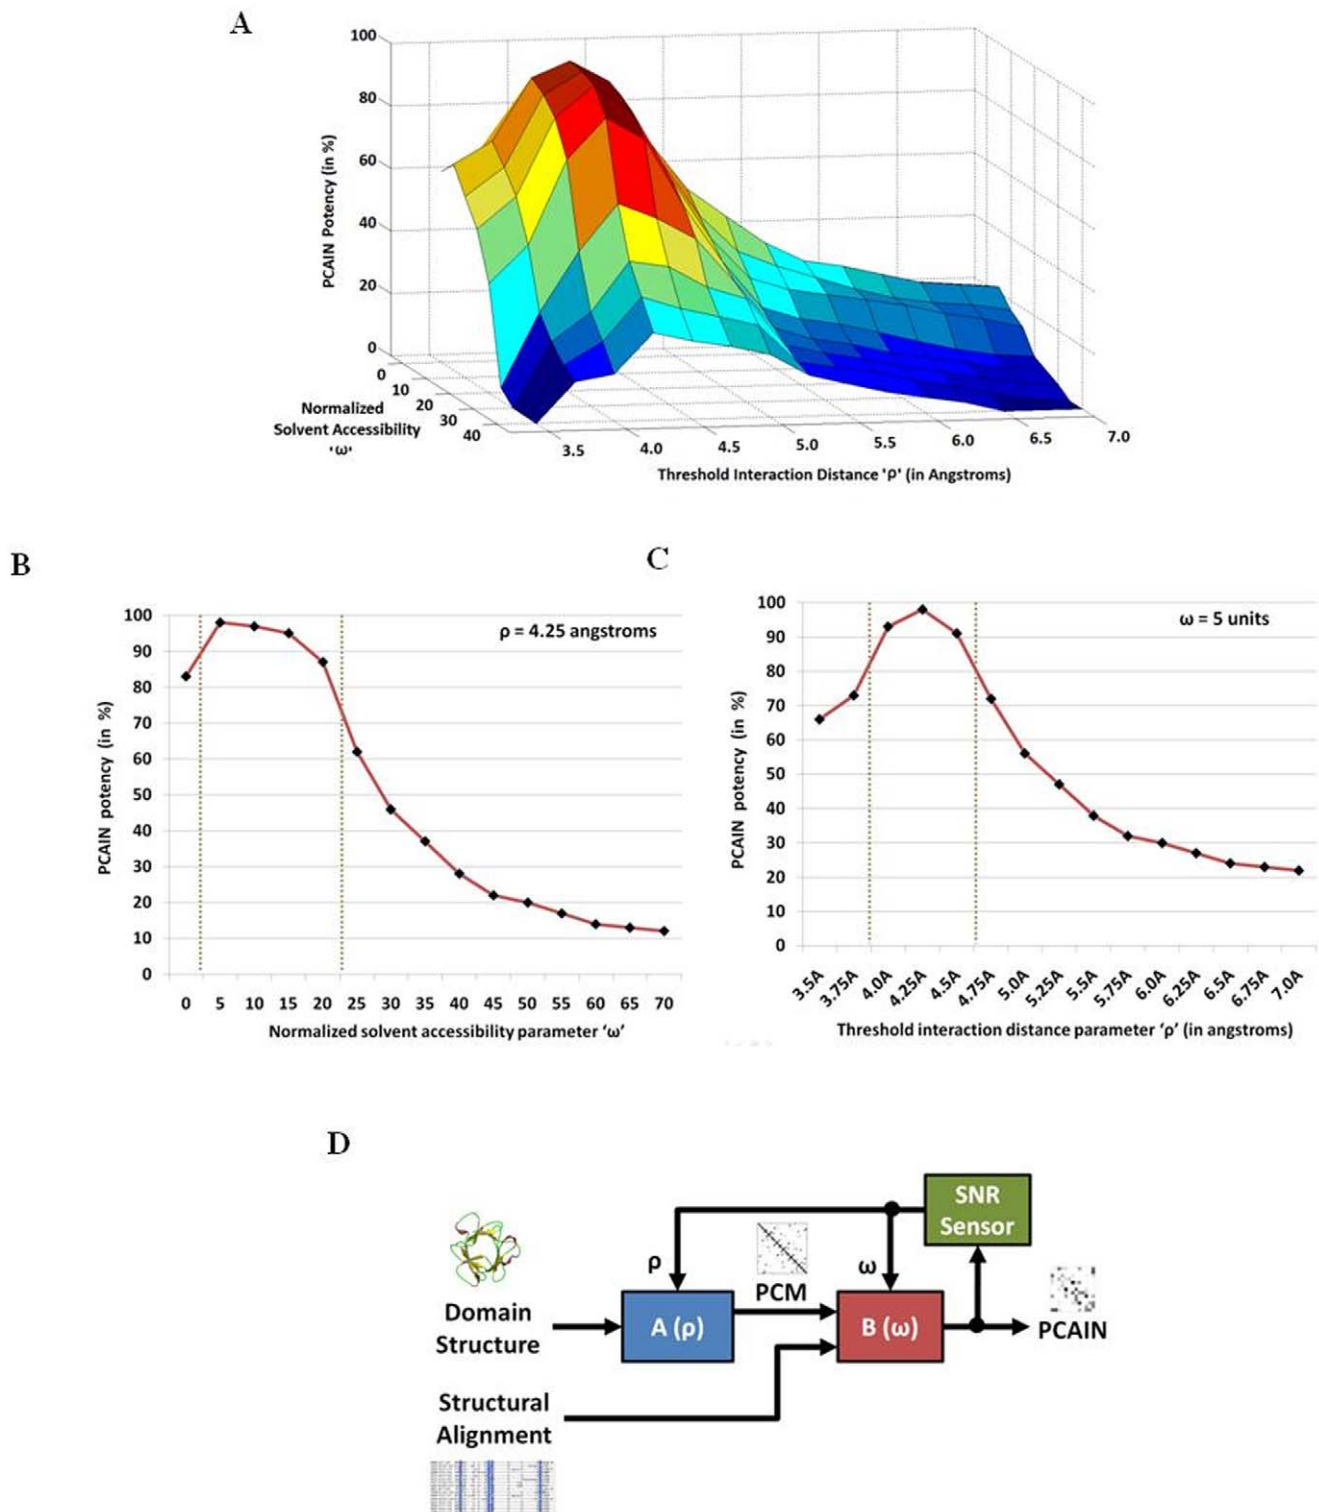 A
100
80
60
40
20
0
PCAIN Potency (in %)
0
10
20
30
40
Normalized
Solvent Accessibility
'ω'
3.5
4.0
4.5
5.0
5.5
6.0
6.5
7.0
Threshold Interaction Distance 'ρ' (in Angstroms)
B
100
90
80
70
60
50
40
30
20
10
0
PCAIN potency (in %)
ρ = 4.25 angstroms
0 5 10 15 20 25 30 35 40 45 50 55 60 65 70
Normalized solvent accessibility parameter ‘ω’
C
100
90
80
70
60
50
40
30
20
10
0
PCAIN potency (in %)
ω = 5 units
3.5A 3.75A 4.0A 4.25A 4.5A 4.75A 5.0A 5.25A 5.5A 5.75A 6.0A 6.25A 6.5A 6.75A 7.0A
Threshold interaction distance parameter ‘ρ’ (in angstroms)
D
SNR
Sensor
ρ
ω
PCM
Domain
Structure
A (ρ)
B (ω)
PCAIN
Structural
Alignment